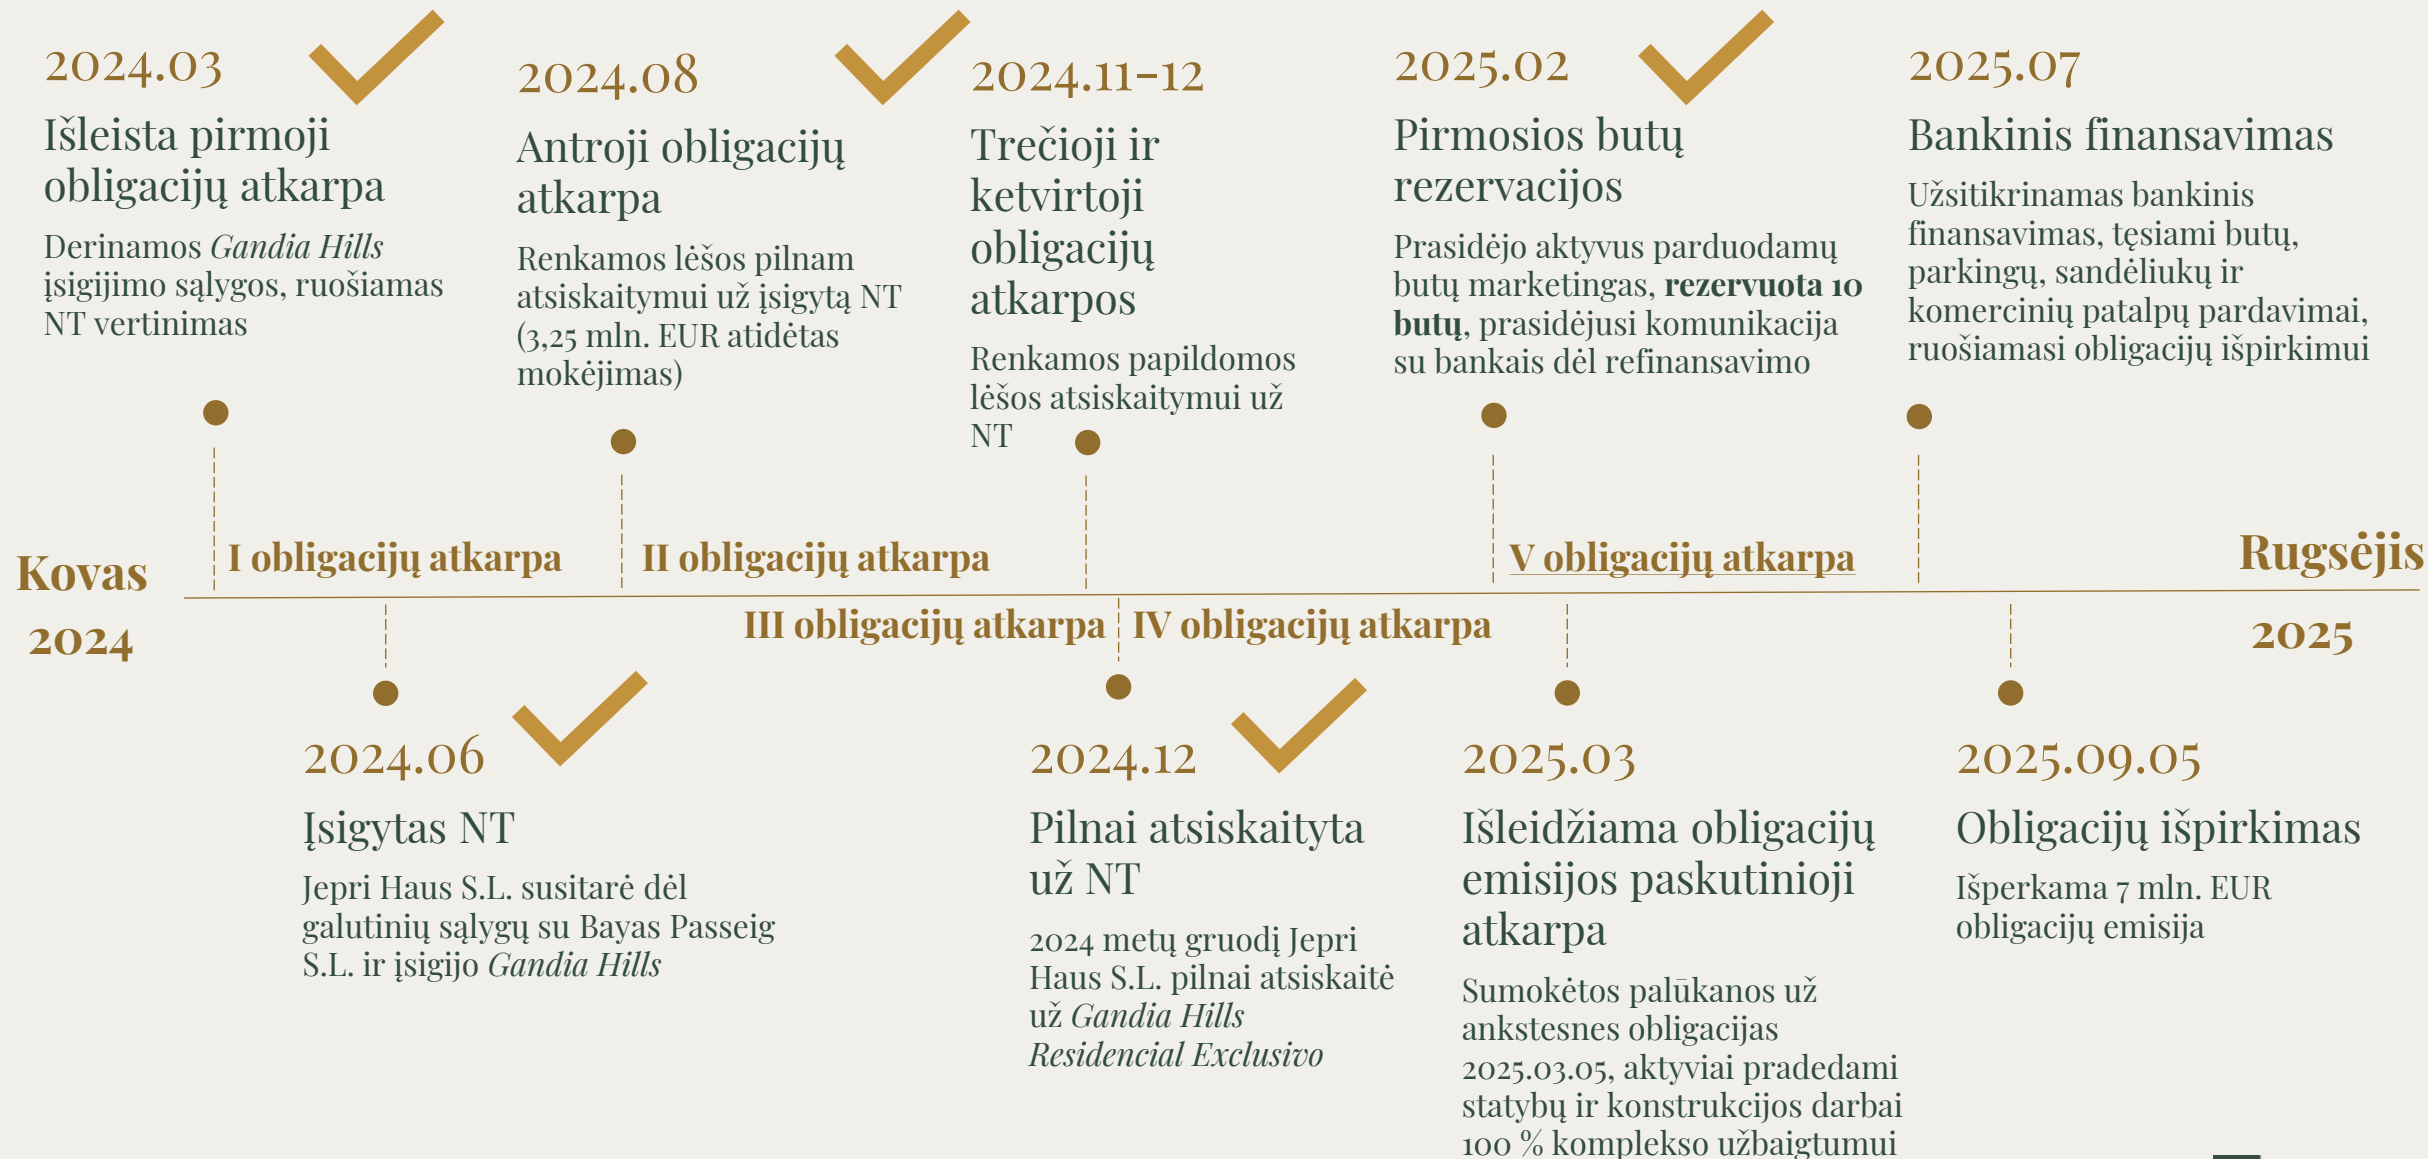 2024.03
Išleista pirmoji
obligacijų atkarpa
Derinamos Gandia Hills
įsigijimo sąlygos, ruošiamas
NT vertinimas
2024.08
Antroji obligacijų
atkarpa
Renkamos lėšos pilnam
atsiskaitymui už įsigytą NT
(3,25 mln. EUR atidėtas
mokėjimas)
2024.11–12
Trečioji ir
ketvirtoji
obligacijų
atkarpos
Renkamos papildomos
lėšos atsiskaitymui už
NT
2025.02
Pirmosios butų
rezervacijos
Prasidėjo aktyvus parduodamų
butų marketingas, rezervuota 10
butų, prasidėjusi komunikacija
su bankais dėl refinansavimo
2025.07
Bankinis finansavimas
Užsitikrinamas bankinis
finansavimas, tęsiami butų,
parkingų, sandėliukų ir
komercinių patalpų pardavimai,
ruošiamasi obligacijų išpirkimui
Kovas
2024
I obligacijų atkarpa
II obligacijų atkarpa
III obligacijų atkarpa
IV obligacijų atkarpa
V obligacijų atkarpa
Rugsėjis
2025
2024.06
Įsigytas NT
Jepri Haus S.L. susitarė dėl
galutinių sąlygų su Bayas Passeig
S.L. ir įsigijo Gandia Hills
2024.12
Pilnai atsiskaityta
už NT
2024 metų gruodį Jepri
Haus S.L. pilnai atsiskaitė
už Gandia Hills
Residencial Exclusivo
2025.03
Išleidžiama obligacijų
emisijos paskutinioji
atkarpa
Sumokėtos palūkanos už
ankstesnes obligacijas
2025.03.05, aktyviai pradedami
statybų ir konstrukcijos darbai
100 % komplekso užbaigtumui
2025.09.05
Obligacijų išpirkimas
Išperkama 7 mln. EUR
obligacijų emisija